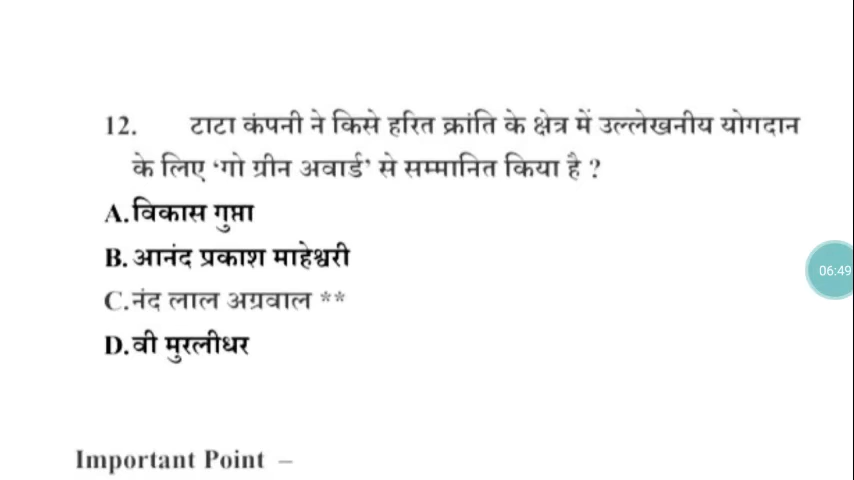 12. टाटा कंपनी ने किसे हरित क्रांति के क्षेत्र में उल्लेखनीय योगदान
के लिए ‘गो ग्रीन अवार्ड’ से सम्मानित किया है ?
A.विकास गुप्ता
B. आनंद प्रकाश माहेश्वरी
06:49
C.नंद लाल अग्रवाल **
D.वी मुरलीधर
Important Point –